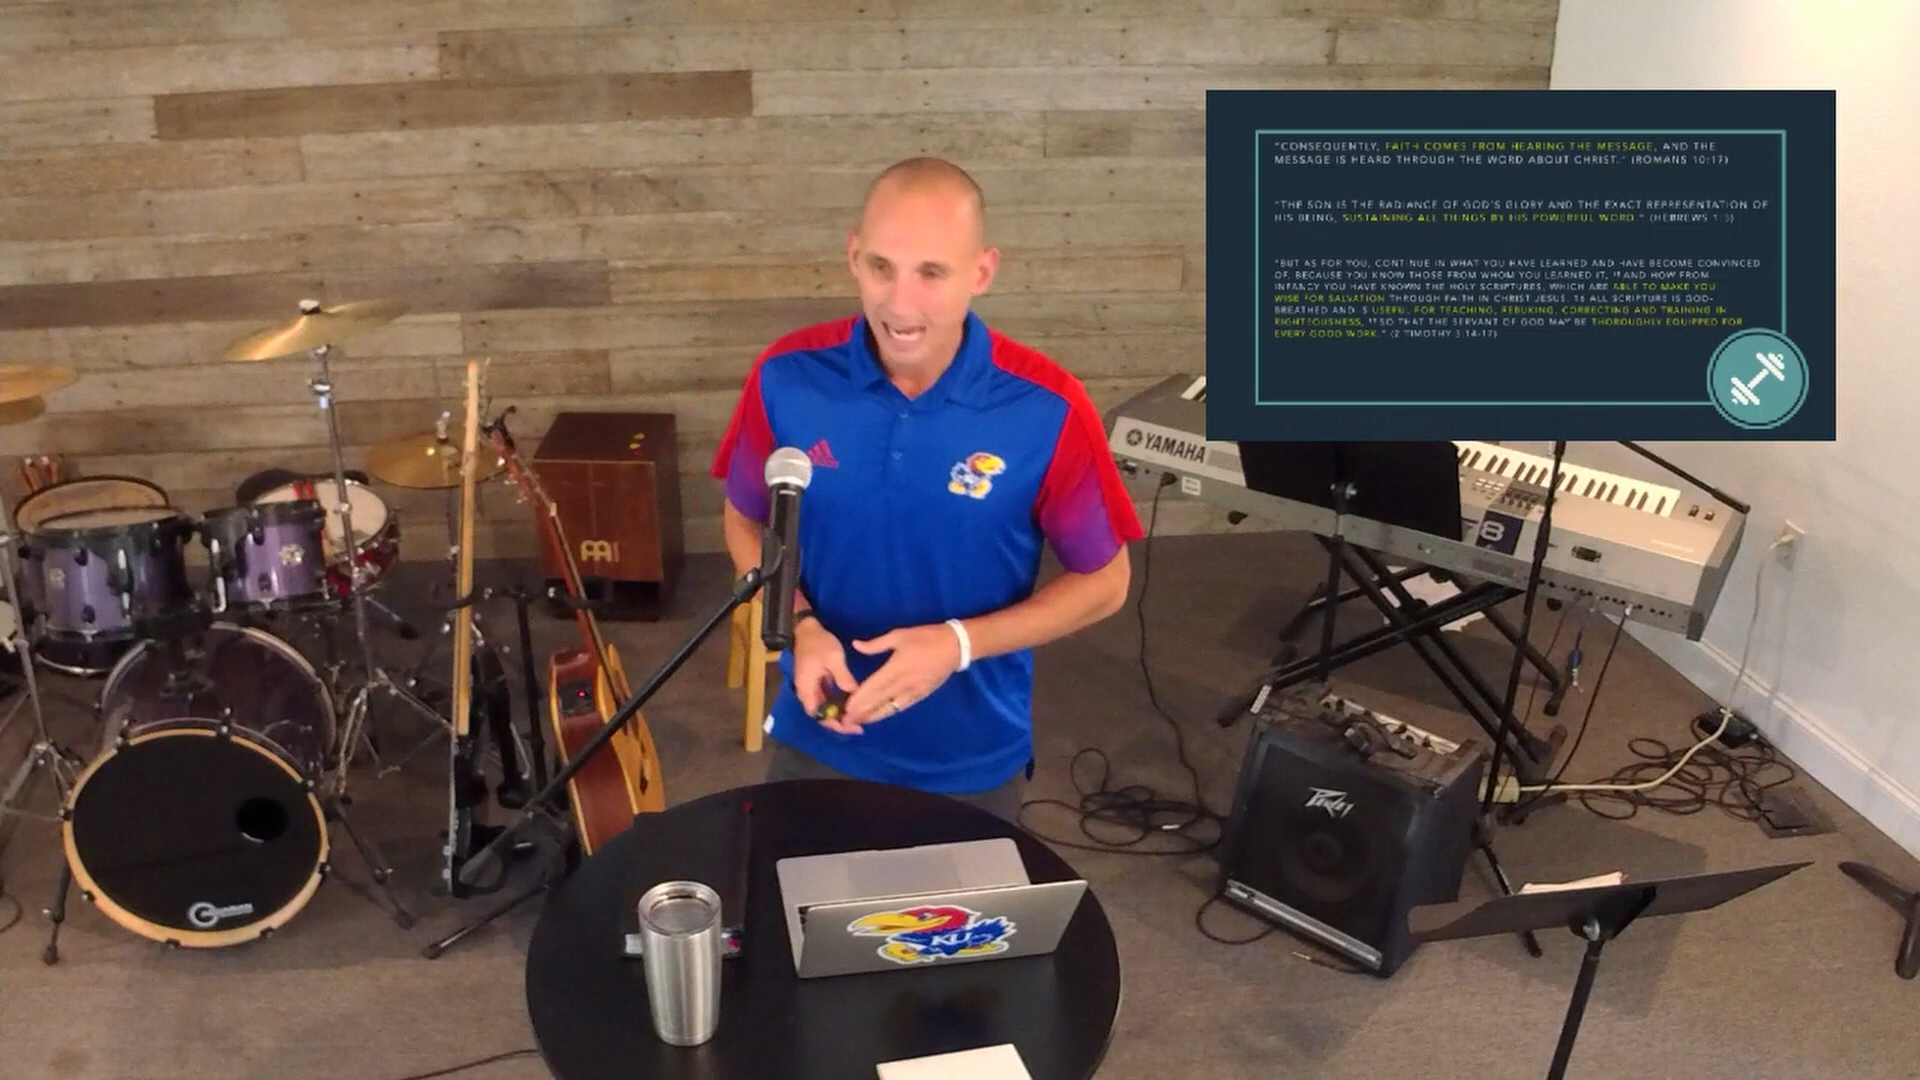 "CONSEQUENTLY, FAITH COMES FROM HEARING THE MESSAGE, AND THE
MESSAGE IS HEARD THROUGH THE WORD ABOUT CHRIST." (ROMANS 10:17)
"THE SON IS THE RADIANCE OF GOD'S GLORY AND THE EXACT REPRESENTATION OF
HIS BEING, SUSTAINING ALL THINGS BY HIS POWERFUL WORD." (HEBREWS 1:3)
"BUT AS FOR YOU, CONTINUE IN WHAT YOU HAVE LEARNED AND HAVE BECOME CONVINCED
OF, BECAUSE YOU KNOW THOSE FROM WHOM YOU LEARNED IT, ¹⁵ AND HOW FROM
INFANCY YOU HAVE KNOWN THE HOLY SCRIPTURES, WHICH ARE ABLE TO MAKE YOU
WISE FOR SALVATION THROUGH FAITH IN CHRIST JESUS. 16 ALL SCRIPTURE IS GOD-
BREATHED AND IS USEFUL FOR TEACHING, REBUKING, CORRECTING AND TRAINING IN
RIGHTEOUSNESS, ¹⁷ SO THAT THE SERVANT OF GOD MAY BE THOROUGHLY EQUIPPED FOR
EVERY GOOD WORK." (2 TIMOTHY 3:14-17)
YAMAHA
adidas
8
Peavey
KU